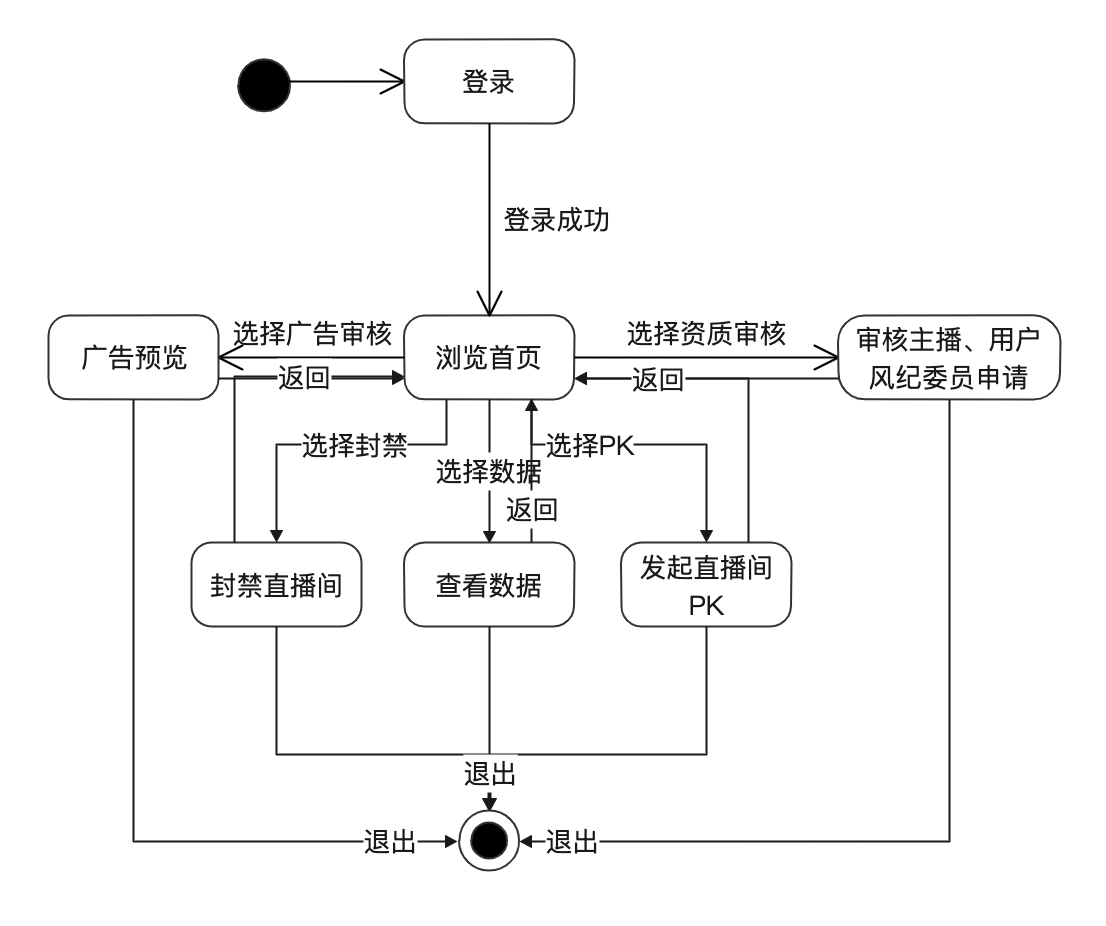 登录
登录成功
选择广告审核
选择资质审核
广告预览
浏览首页
审核主播、用户
风纪委员申请
返回
返回
选择封禁
选择PK
选择数据
返回
封禁直播间
查看数据
发起直播间
PK
退出
退出
退出